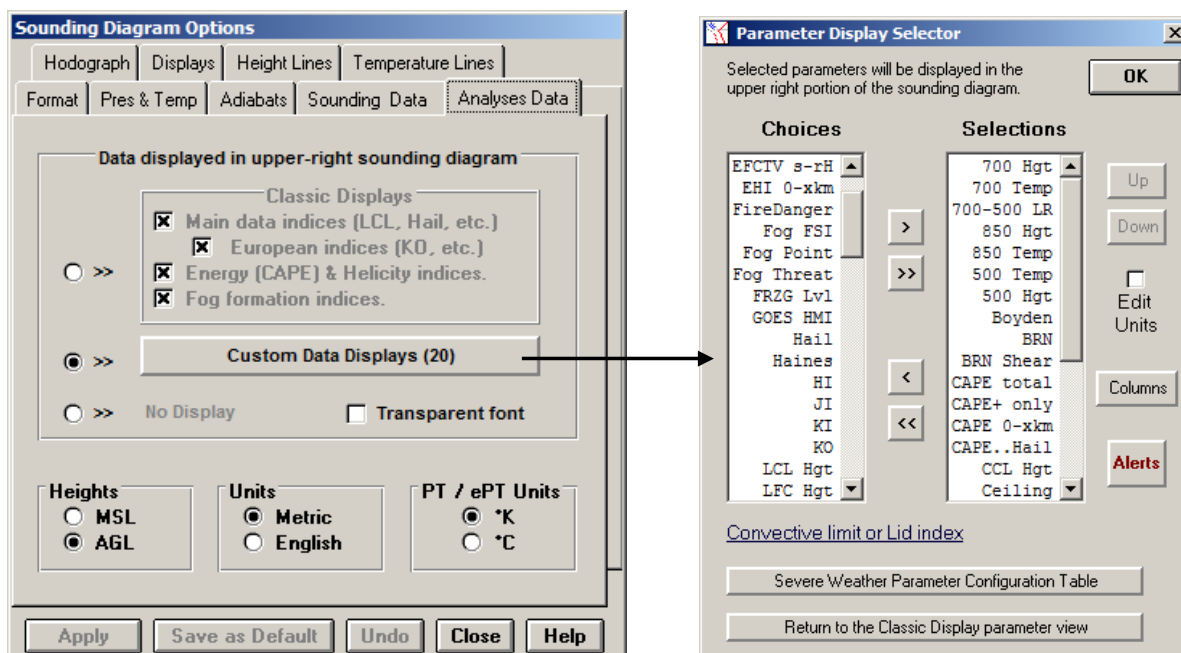 Sounding Diagram Options
Hodograph Displays Height Lines Temperature Lines
Format Pres & Temp Adiabats Sounding Data Analyses Data
Data displayed in upper-right sounding diagram
Classic Displays
Main data indices (LCL, Hail, etc.)
European indices (KO, etc.)
>> Energy (CAPE) & Helicity indices.
Fog formation indices.
>> Custom Data Displays (20)
>> No Display Transparent font
Heights
MSL
AGL
Units
Metric
English
PT / ePT Units
*K
*C
Apply Save as Default Undo Close Help
Parameter Display Selector
Selected parameters will be displayed in the
upper right portion of the sounding diagram.
OK
Choices
EFCTV s-rH
EHI 0-xkm
FireDanger
Fog FSI
Fog Point
Fog Threat
FRZG Lvl
GOES HMI
Hail
Haines
HI
JI
KI
KO
LCL Hgt
LFC Hgt
>
>>
<
<<
Selections
700 Hgt
700 Temp
700-500 LR
850 Hgt
850 Temp
500 Temp
500 Hgt
Boyden
BRN
BRN Shear
CAPE total
CAPE+ only
CAPE 0-xkm
CAPE..Hail
CCL Hgt
Ceiling
Up
Down
Edit
Units
Columns
Alerts
Convective limit or Lid index
Severe Weather Parameter Configuration Table
Return to the Classic Display parameter view